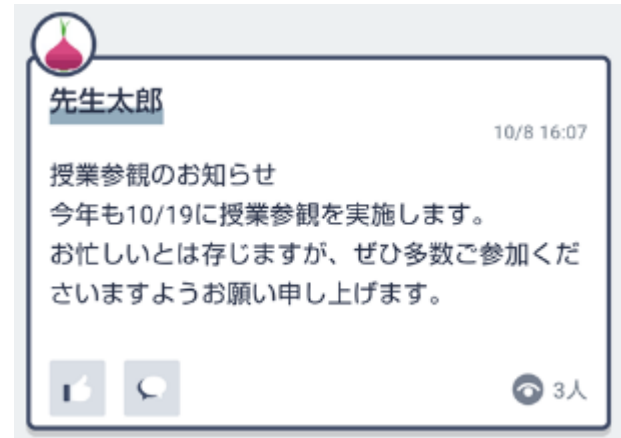 先生太郎
10/8 16:07
授業参観のお知らせ
今年も10/19に授業参観を実施します。
お忙しいとは存じますが、ぜひ多数ご参加くだ
さいますようお願い申し上げます。
3人